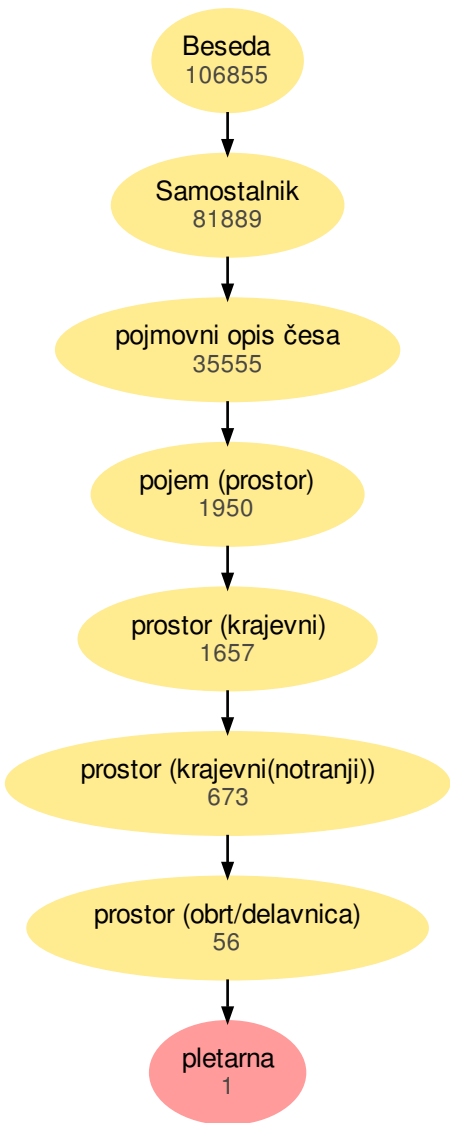 Beseda
106855
Samostalnik
81889
pojmovni opis česa
35555
pojem (prostor)
1950
prostor (krajevni)
1657
prostor (krajevni(notranji))
673
prostor (obrt/delavnica)
56
pletarna
1